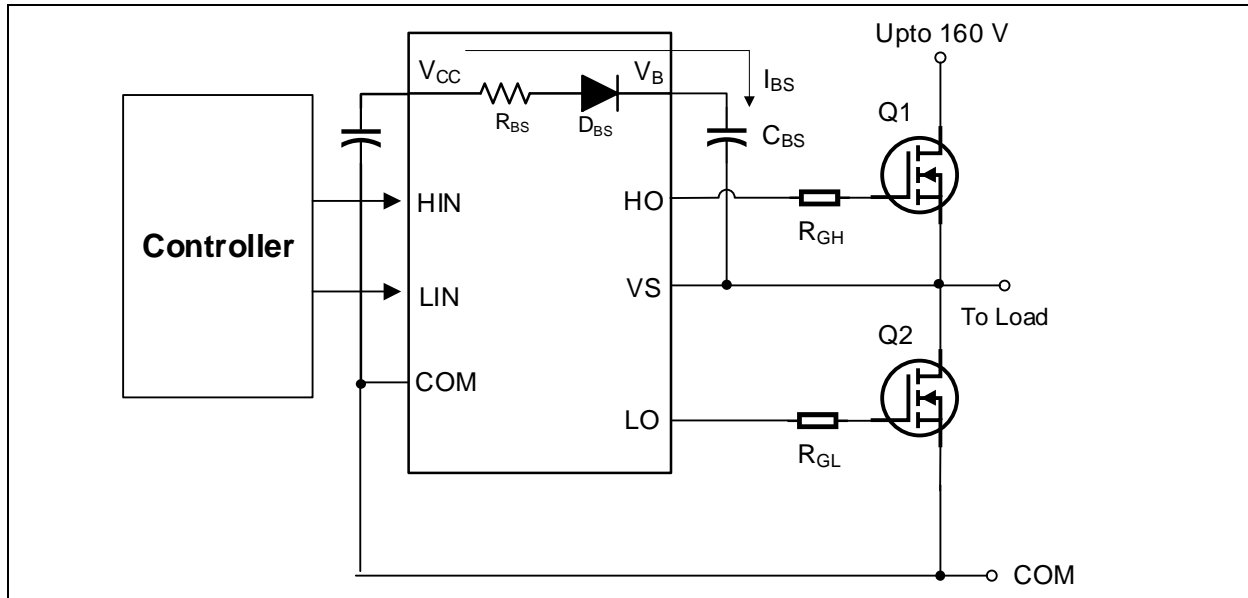 Upto 160 V
V_CC
V_B
I_BS
R_BS
D_BS
C_BS
Q1
Controller
HIN
HO
R_GH
LIN
VS
To Load
Q2
COM
LO
R_GL
COM